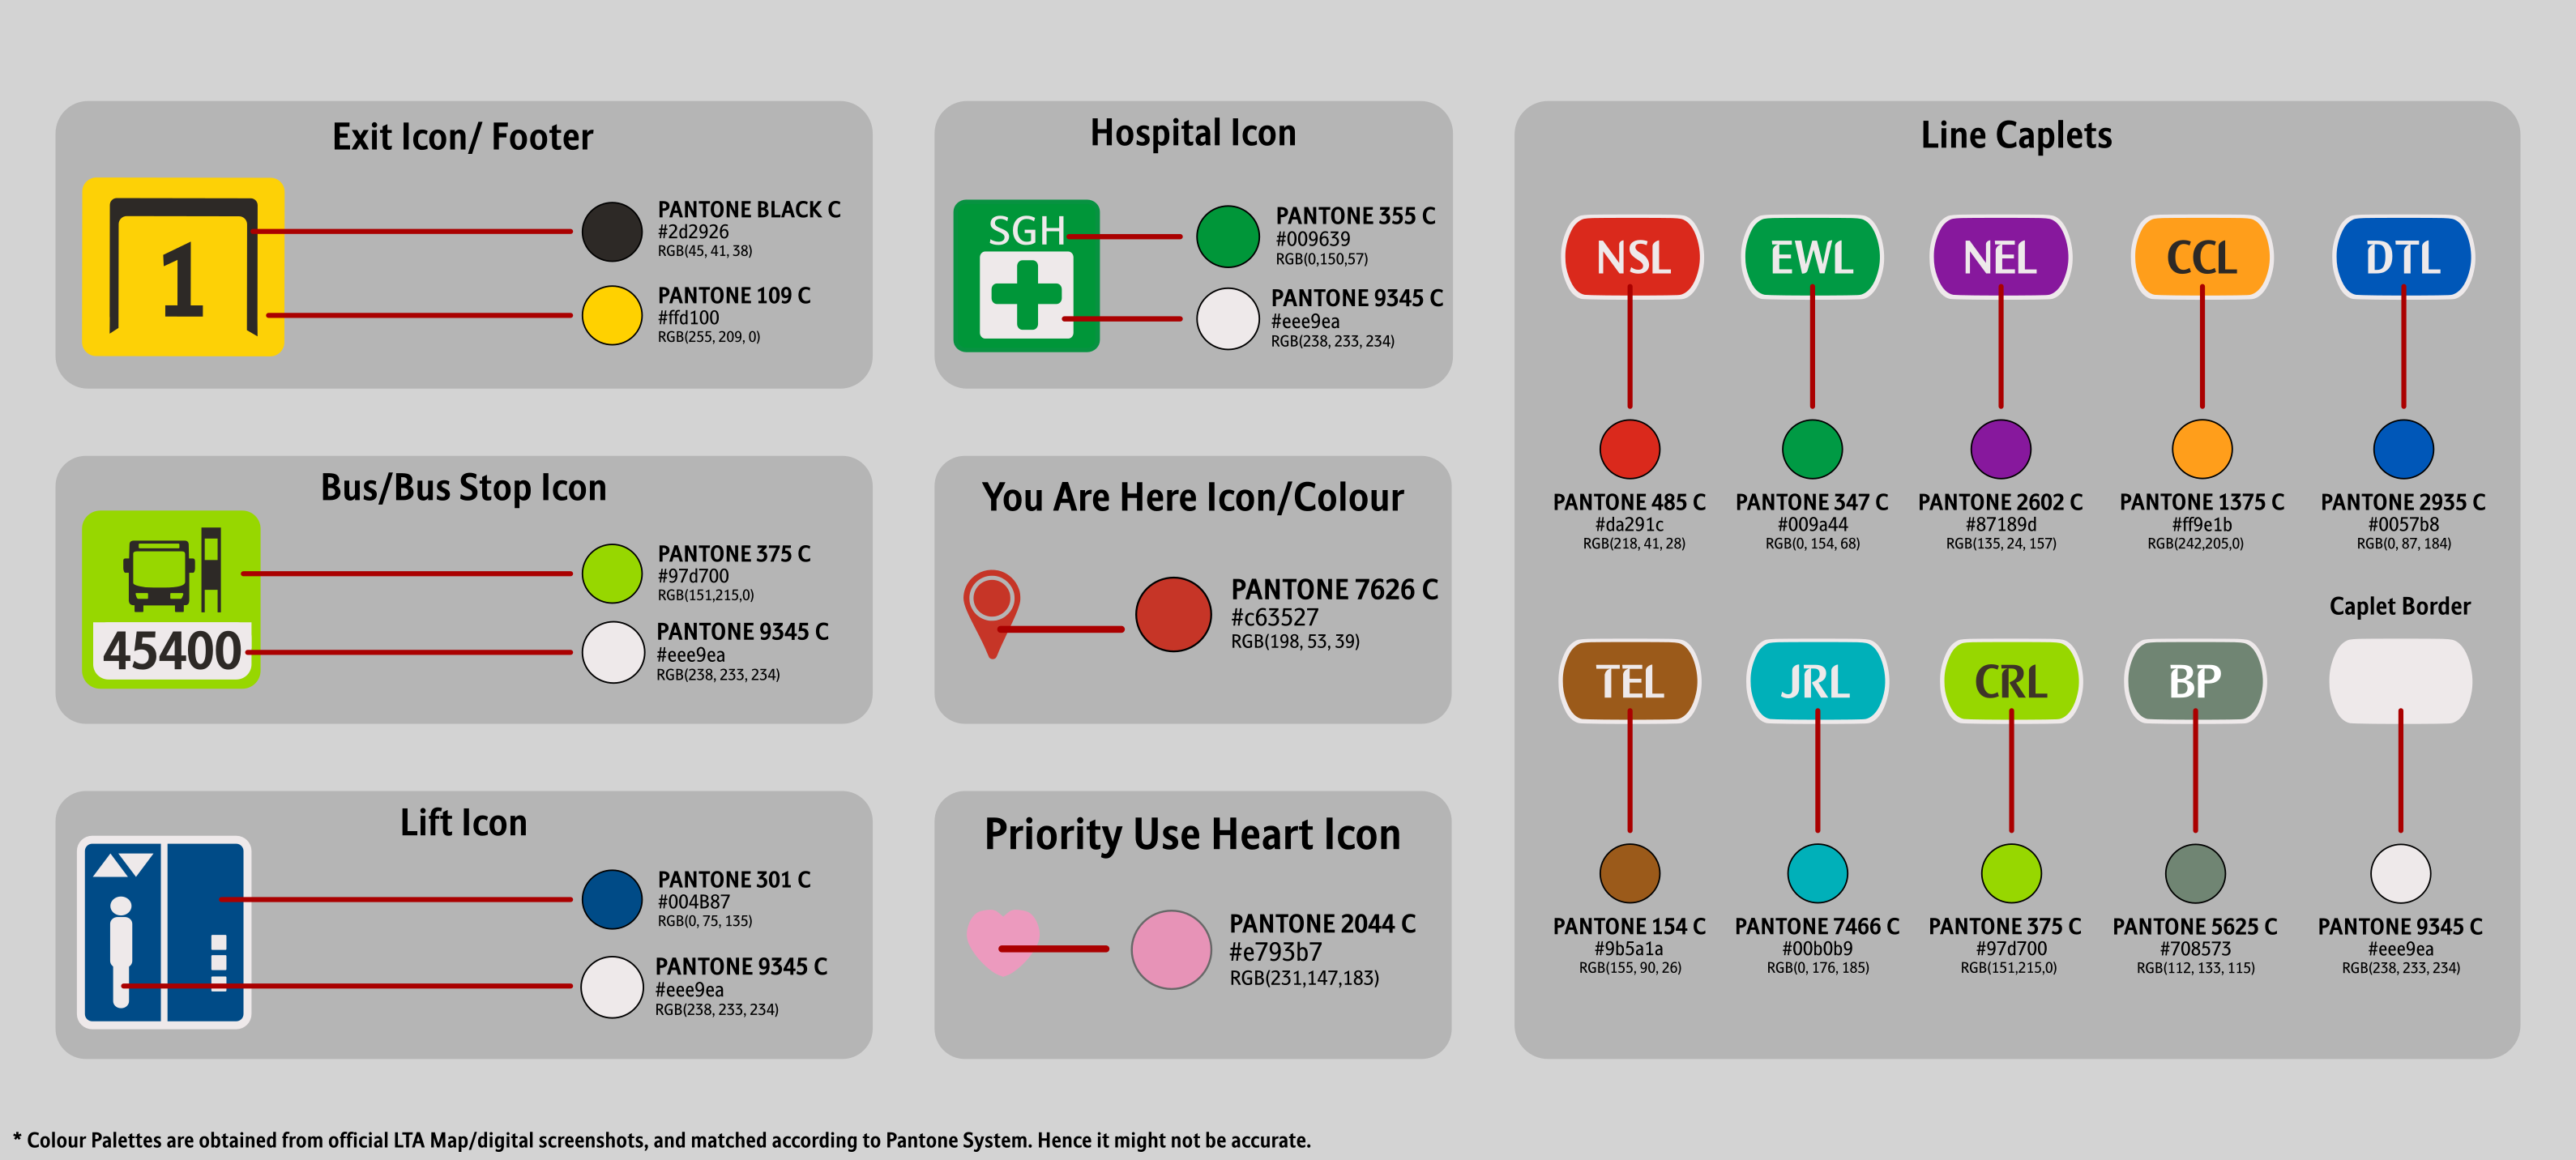 Exit Icon/ Footer
1
PANTONE BLACK C
#2d2926
RGB(45, 41, 38)
PANTONE 109 C
#ffd100
RGB(255, 209, 0)
Bus/Bus Stop Icon
45400
PANTONE 375 C
#97d700
RGB(151,215,0)
PANTONE 9345 C
#eee9ea
RGB(238, 233, 234)
Lift Icon
PANTONE 301 C
#004B87
RGB(0, 75, 135)
PANTONE 9345 C
#eee9ea
RGB(238, 233, 234)
Hospital Icon
SGH
PANTONE 355 C
#009639
RGB(0,150,57)
PANTONE 9345 C
#eee9ea
RGB(238, 233, 234)
You Are Here Icon/Colour
PANTONE 7626 C
#c63527
RGB(198, 53, 39)
Priority Use Heart Icon
PANTONE 2044 C
#e793b7
RGB(231,147,183)
Line Caplets
NSL
EWL
NEL
CCL
DTL
PANTONE 485 C
#da291c
RGB(218, 41, 28)
PANTONE 347 C
#009a44
RGB(0, 154, 68)
PANTONE 2602 C
#87189d
RGB(135, 24, 157)
PANTONE 1375 C
#ff9e1b
RGB(242,205,0)
PANTONE 2935 C
#0057b8
RGB(0, 87, 184)
Caplet Border
TEL
JRL
CRL
BP
PANTONE 154 C
#9b5a1a
RGB(155, 90, 26)
PANTONE 7466 C
#00b0b9
RGB(0, 176, 185)
PANTONE 375 C
#97d700
RGB(151,215,0)
PANTONE 5625 C
#708573
RGB(112, 133, 115)
PANTONE 9345 C
#eee9ea
RGB(238, 233, 234)
* Colour Palettes are obtained from official LTA Map/digital screenshots, and matched according to Pantone System. Hence it might not be accurate.